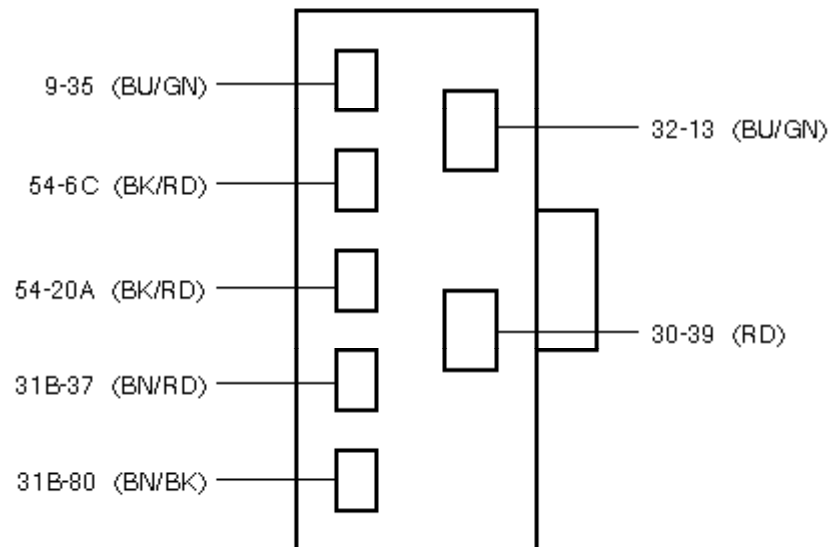 9-35 (BU/GN)
54-6C (BK/RD)
54-20A (BK/RD)
31B-37 (BN/RD)
31B-80 (BN/BK)
32-13 (BU/GN)
30-39 (RD)